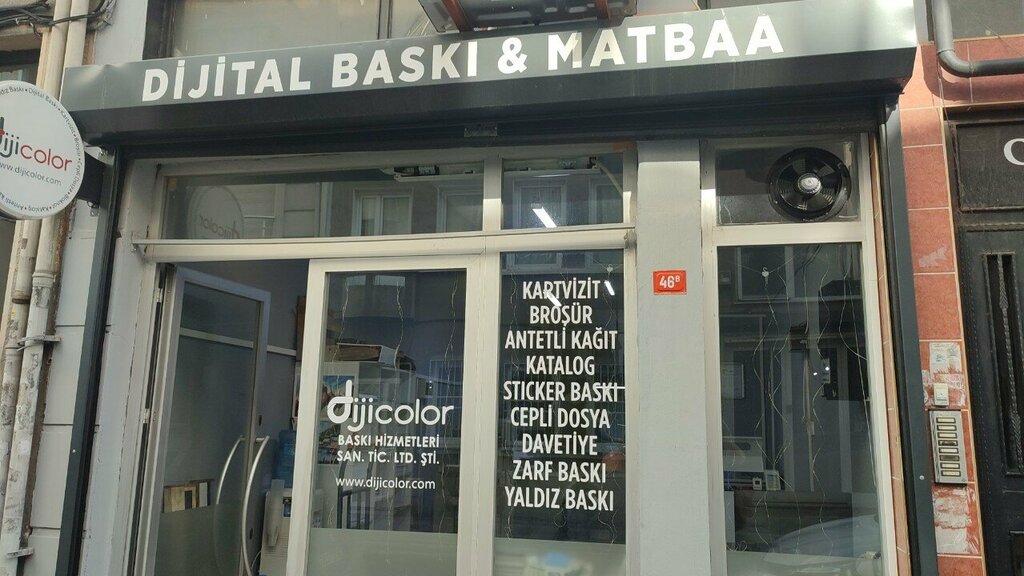 DİJİTAL BASKI & MATBAA
dijicolor
www.dijicolor.com
46B
KARTVİZİT
BROŞÜR
ANTETLİ KAĞIT
KATALOG
STICKER BASKI
CEPLİ DOSYA
DAVETİYE
ZARF BASKI
YALDIZ BASKI
dijicolor
BASKI HİZMETLERİ
SAN. TİC. LTD. ŞTİ.
www.dijicolor.com